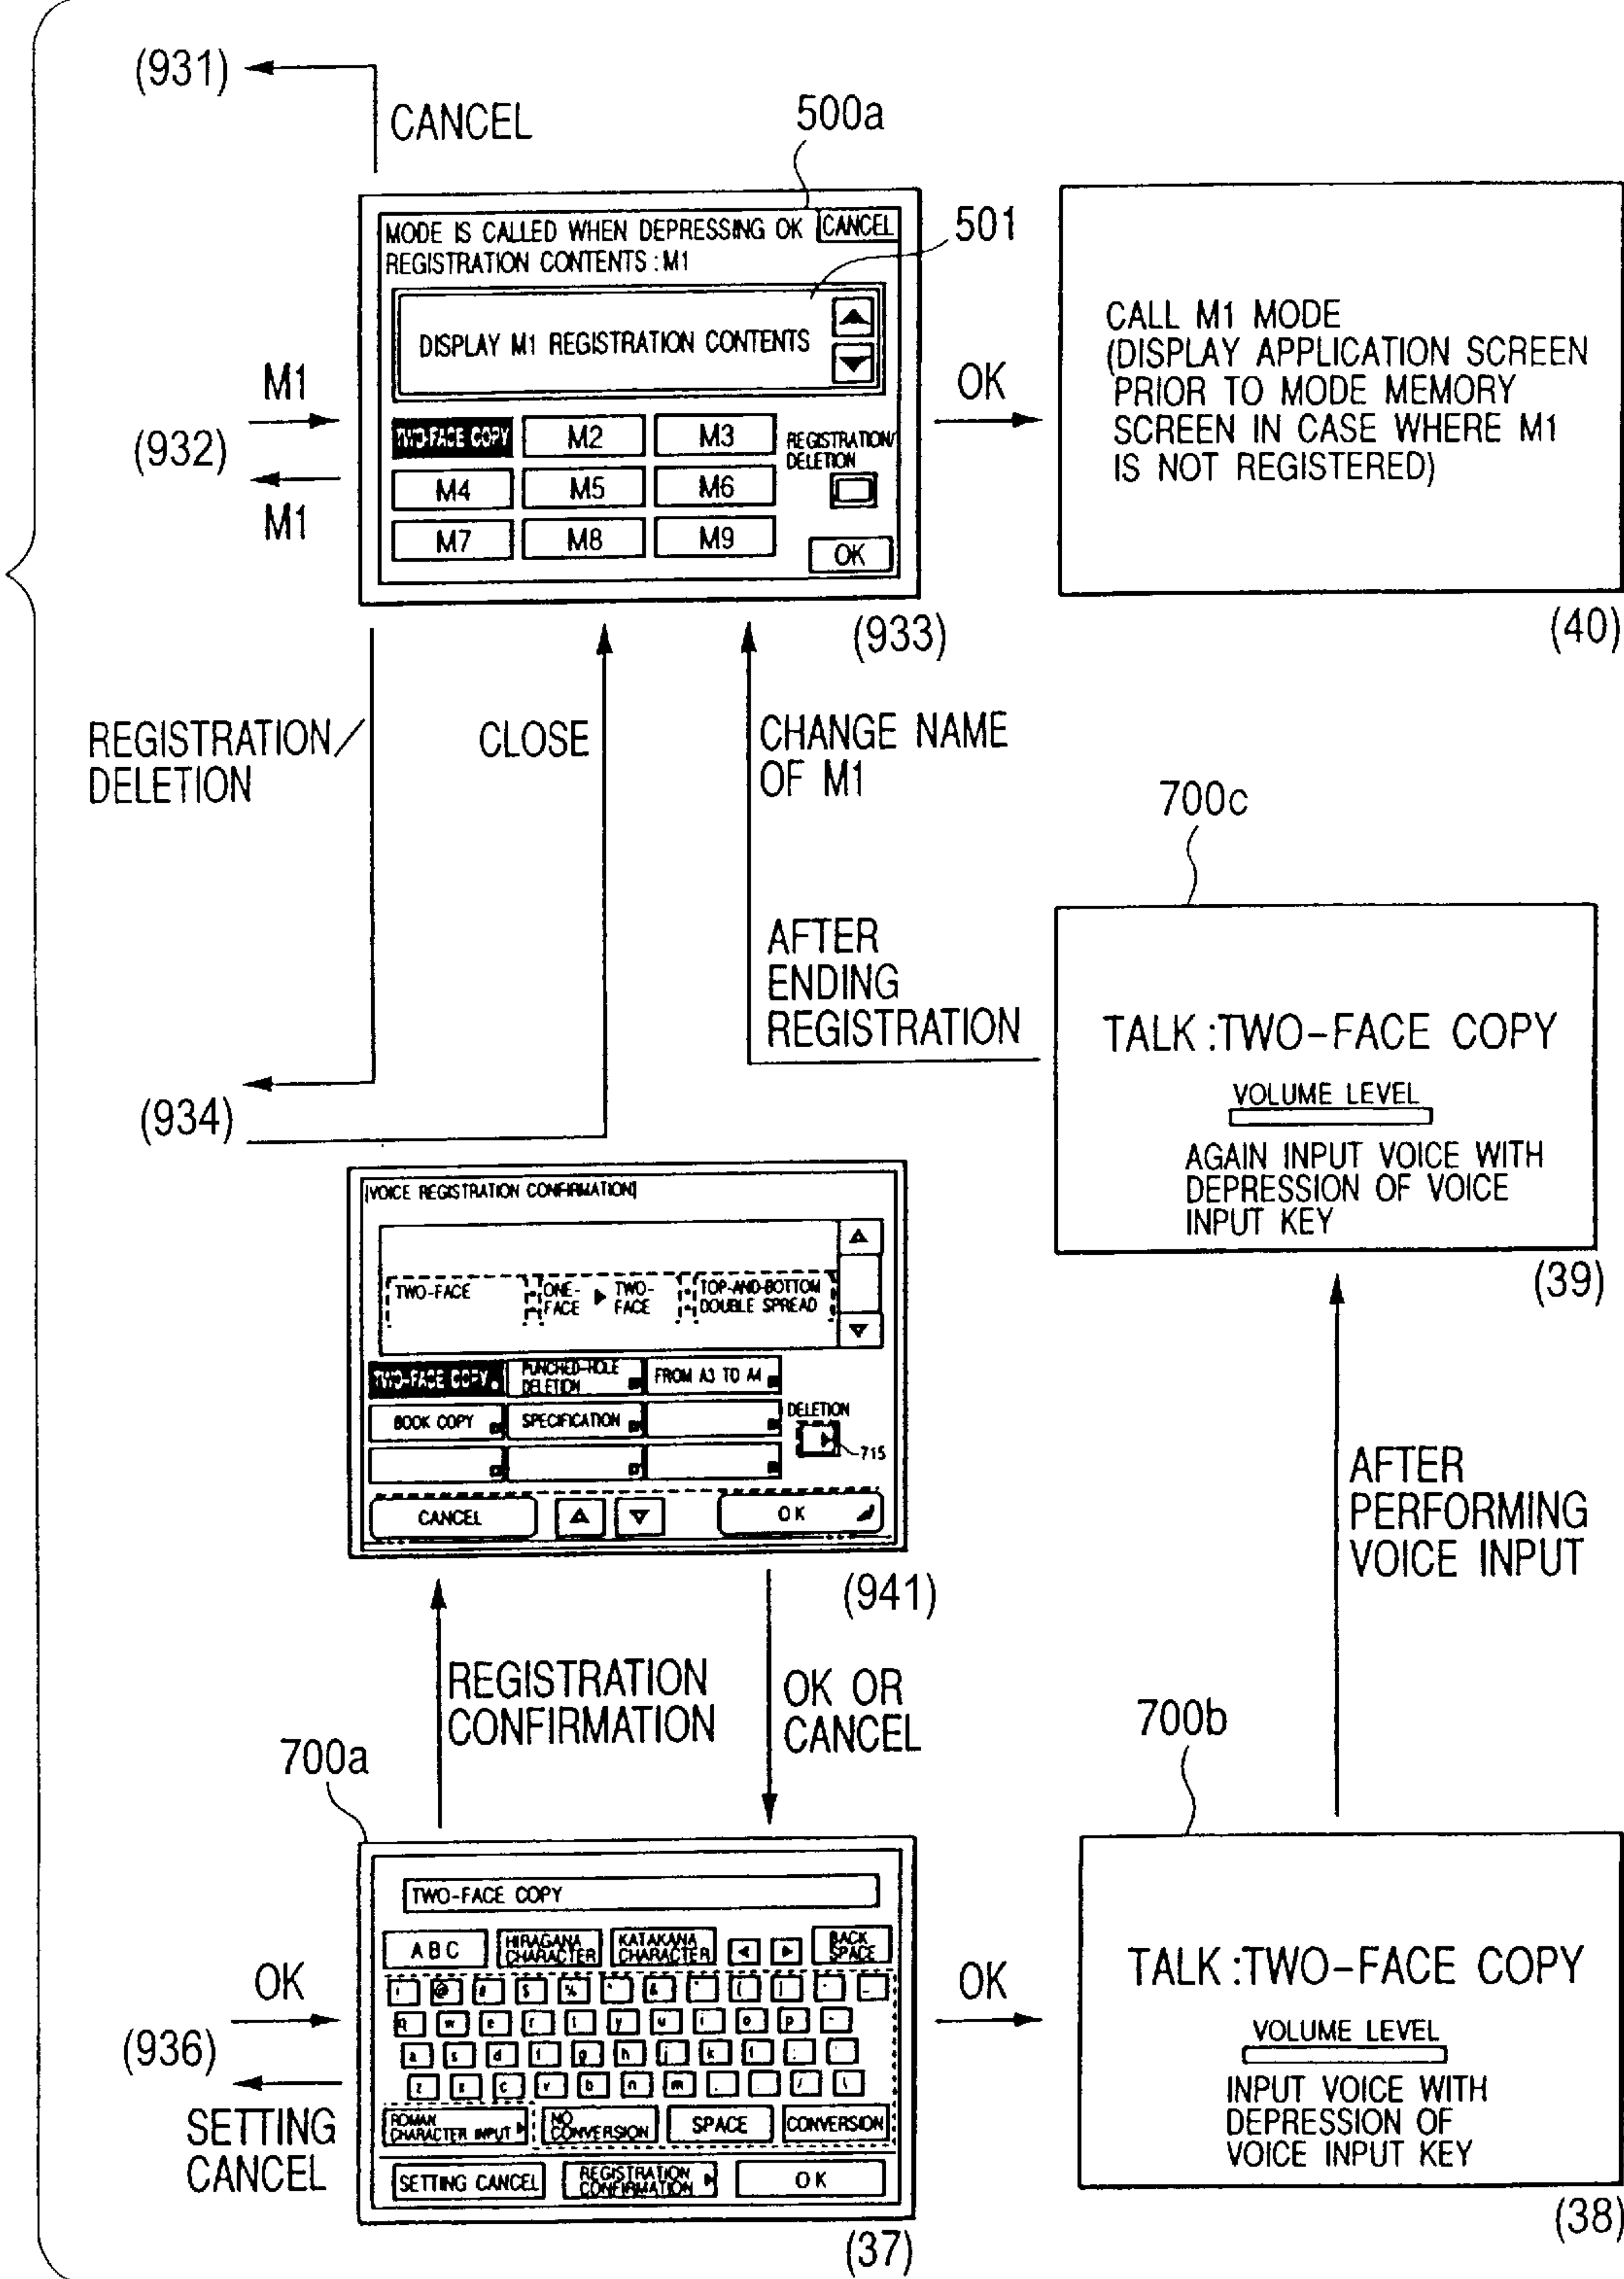 (931)
CANCEL
500a
MODE IS CALLED WHEN DEPRESSING OK
CANCEL
REGISTRATION CONTENTS : M1
501
DISPLAY M1 REGISTRATION CONTENTS
M1
(932)
M1
TWO-FACE COPY
M2
M3
REGISTRATION/
DELETION
M4
M5
M6
M7
M8
M9
OK
(933)
OK
CALL M1 MODE
(DISPLAY APPLICATION SCREEN
PRIOR TO MODE MEMORY
SCREEN IN CASE WHERE M1
IS NOT REGISTERED)
(40)
REGISTRATION/
DELETION
CLOSE
CHANGE NAME
OF M1
(934)
AFTER
ENDING
REGISTRATION
700c
TALK :TWO-FACE COPY
VOLUME LEVEL
AGAIN INPUT VOICE WITH
DEPRESSION OF VOICE
INPUT KEY
(39)
[VOICE REGISTRATION CONFIRMATION]
TWO-FACE
ONE-
FACE
TWO-
FACE
TOP-AND-BOTTOM
DOUBLE SPREAD
TWO-FACE COPY
PUNCHED-HOLE
DELETION
FROM A3 TO A4
BOOK COPY
SPECIFICATION
DELETION
715
CANCEL
OK
(941)
REGISTRATION
CONFIRMATION
OK OR
CANCEL
AFTER
PERFORMING
VOICE INPUT
700a
TWO-FACE COPY
ABC
HIRAGANA
CHARACTER
KATAKANA
CHARACTER
BACK
SPACE
@ # $ % &
q w e r t y u i o p -
a s d f g h j k l
z x c v b n m
ROMAN
CHARACTER INPUT
NO
CONVERSION
SPACE
CONVERSION
SETTING CANCEL
REGISTRATION
CONFIRMATION
OK
(37)
OK
(936)
SETTING
CANCEL
OK
700b
TALK :TWO-FACE COPY
VOLUME LEVEL
INPUT VOICE WITH
DEPRESSION OF
VOICE INPUT KEY
(38)